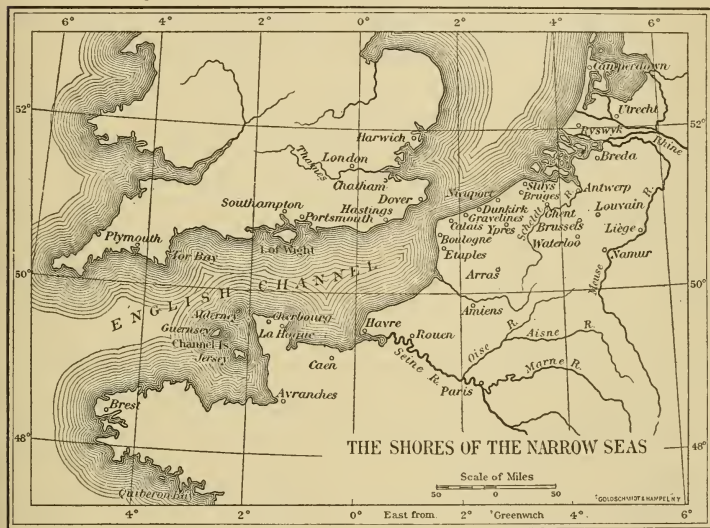 6° 4° 2° 0° 2° 4° 6°
Camperdown
52° 52°
Utrecht
Harwich
Ryswyk
Rhine
Thames
London
Breda
Chatham
Dover
Nieuport
Sluys
Antwerp
Bruges
Southampton
Hastings
Dunkirk
Scheldt R.
Ghent
Louvain
Portsmouth
Gravelines
Calais
Ypres
Brussels
Liège
Plymouth
Boulogne
Waterloo
Tor Bay
I. of Wight
Etaples
Namur
50° 50°
Arras
ENGLISH CHANNEL
Meuse R.
Amiens
Alderney
Cherbourg
Guernsey
La Hogue
Havre
Rouen
Oise R.
Aisne R.
Channel Is.
Jersey
Caen
Seine R.
Marne R.
Paris
Brest
Avranches
48° 48°
THE SHORES OF THE NARROW SEAS
Scale of Miles
50 0 50
Quiberon Bay
6° 4° 2° 0° East from Greenwich 4° 6°